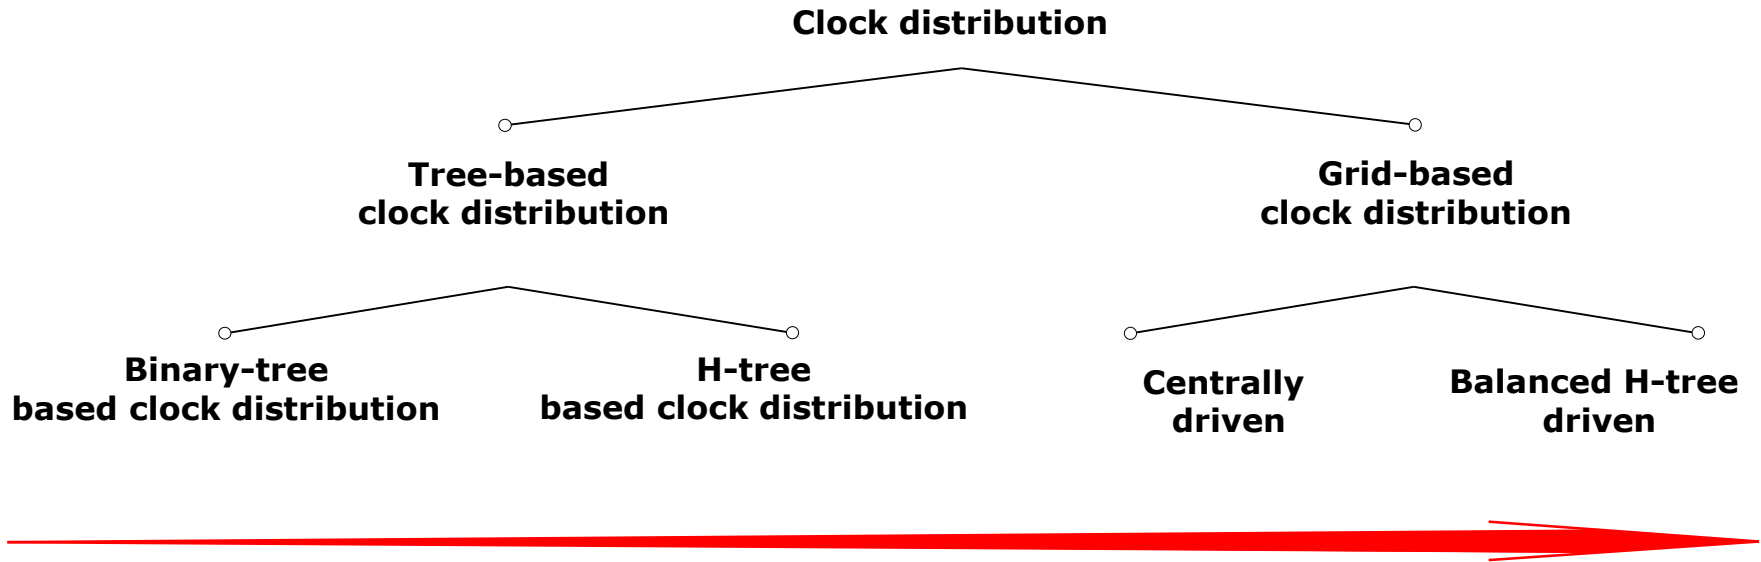 Clock distribution
Tree-based
clock distribution
Grid-based
clock distribution
Binary-tree
based clock distribution
H-tree
based clock distribution
Centrally
driven
Balanced H-tree
driven